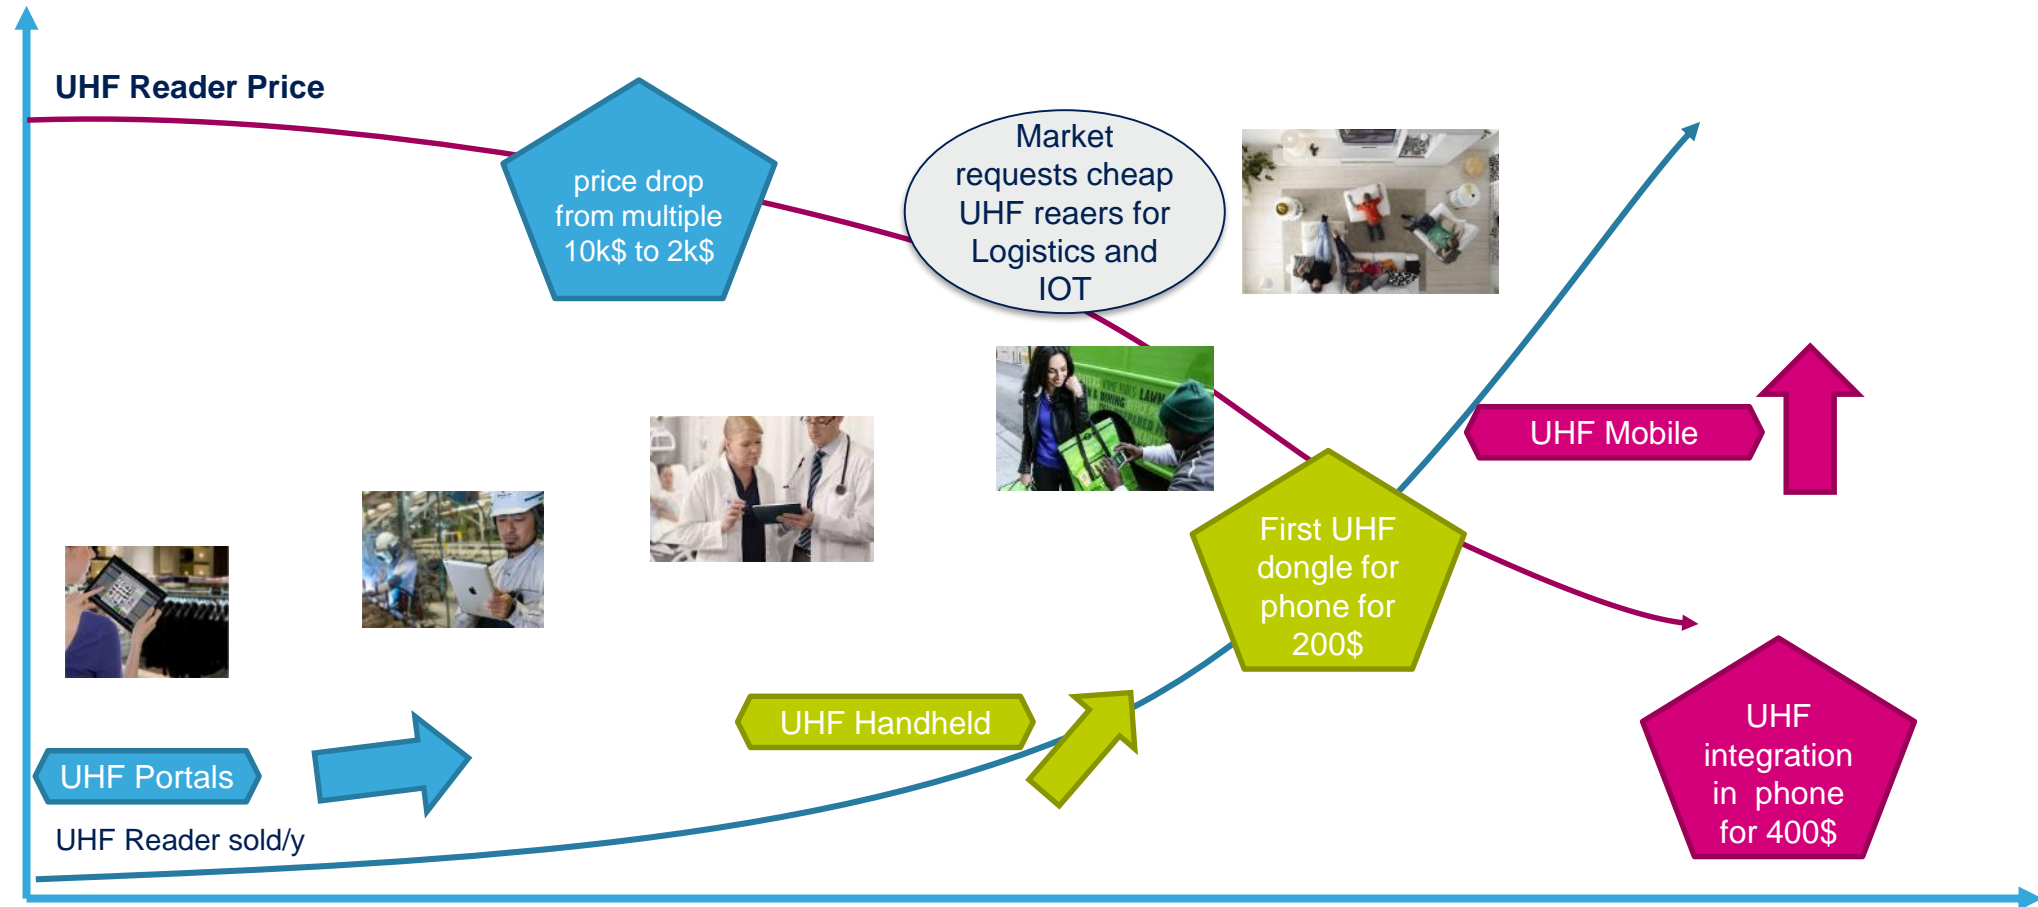 UHF Reader Price
price drop
from multiple
10k$ to 2k$
Market
requests cheap
UHF reaers for
Logistics and
IOT
UHF Mobile
First UHF
dongle for
phone for
200$
UHF Handheld
UHF Portals
UHF
integration
in phone
for 400$
UHF Reader sold/y